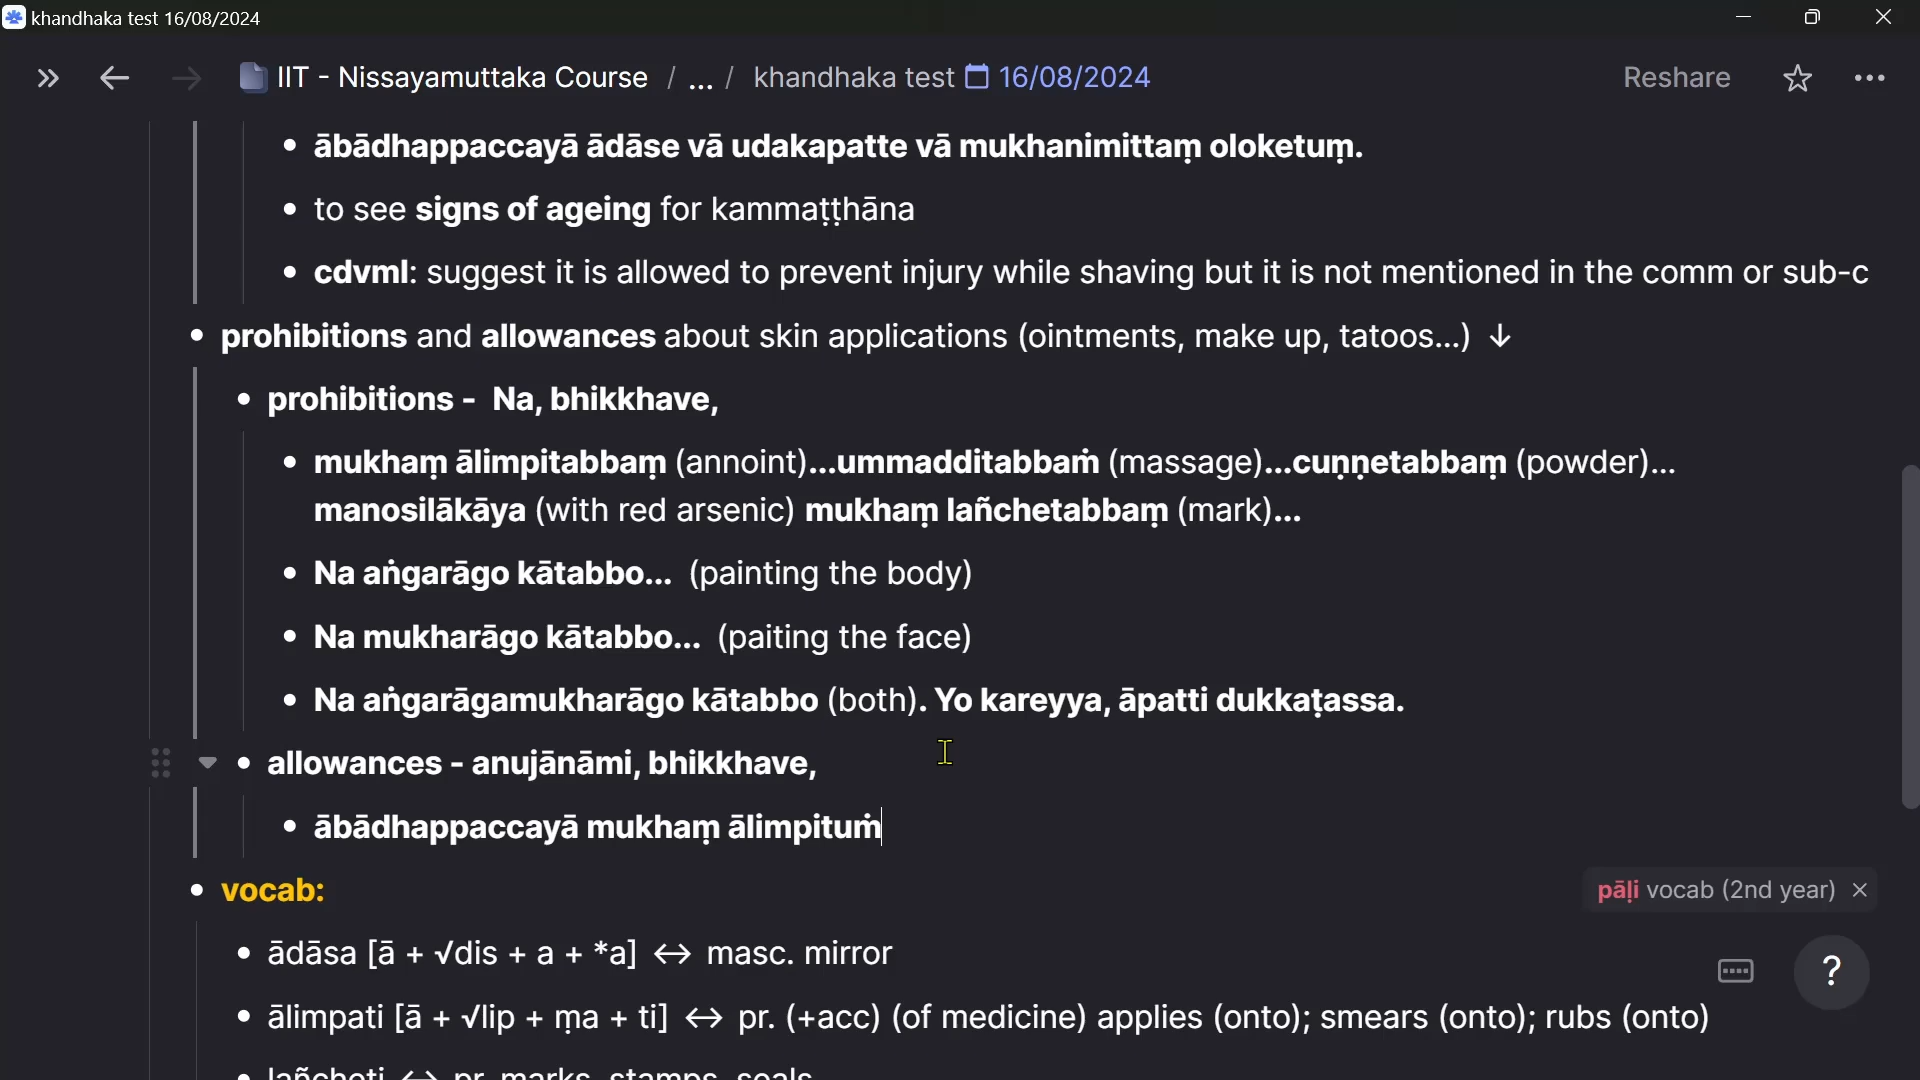 khandhaka test 16/08/2024
IIT - Nissayamuttaka Course / ... / khandhaka test 16/08/2024 Reshare
• ābādhappaccayā ādāse vā udakapatte vā mukhanimittaṃ oloketuṃ.
• to see signs of ageing for kammaṭṭhāna
• cdvml: suggest it is allowed to prevent injury while shaving but it is not mentioned in the comm or sub-c
• prohibitions and allowances about skin applications (ointments, make up, tatoos...) ↓
• prohibitions - Na, bhikkhave,
• mukhaṃ ālimpitabbaṃ (annoint)...ummadditabbaṁ (massage)...cuṇṇetabbaṃ (powder)...
manosilākāya (with red arsenic) mukhaṃ lañchetabbaṃ (mark)...
• Na aṅgarāgo kātabbo... (painting the body)
• Na mukharāgo kātabbo... (paiting the face)
• Na aṅgarāgamukharāgo kātabbo (both). Yo kareyya, āpatti dukkaṭassa.
• allowances - anujānāmi, bhikkhave,
• ābādhappaccayā mukhaṃ ālimpituṁ
• vocab:
pāḷi vocab (2nd year) ×
• ādāsa [ā + √dis + a + *a] ↔ masc. mirror
?
• ālimpati [ā + √lip + ṃa + ti] ↔ pr. (+acc) (of medicine) applies (onto); smears (onto); rubs (onto)
• lañcheti ↔ pr. marks, stamps, seals